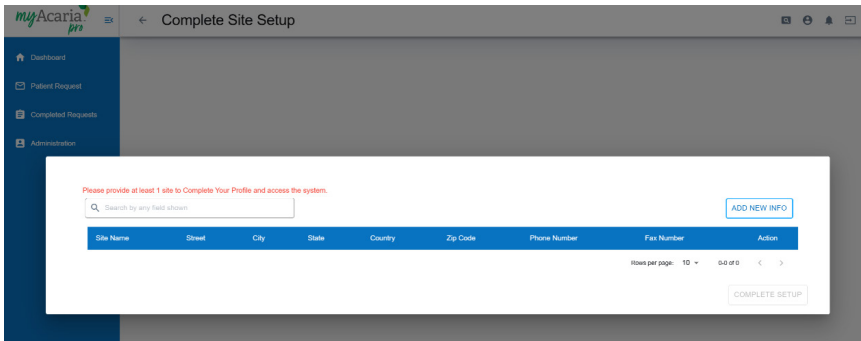 myAcaria
pro
Complete Site Setup
Dashboard
Patient Request
Completed Requests
Administration
Please provide at least 1 site to Complete Your Profile and access the system.
Search by any field shown
ADD NEW INFO
Site Name Street City State Country Zip Code Phone Number Fax Number Action
Rows per page: 10 0-0 of 0
COMPLETE SETUP